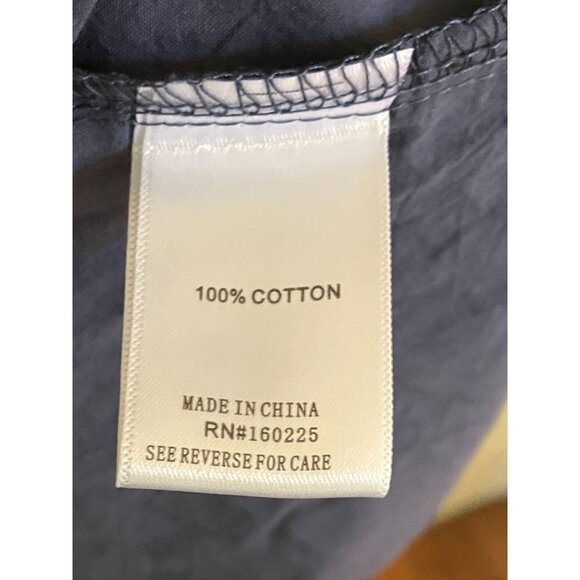 100% COTTON
MADE IN CHINA
RN#160225
SEE REVERSE FOR CARE